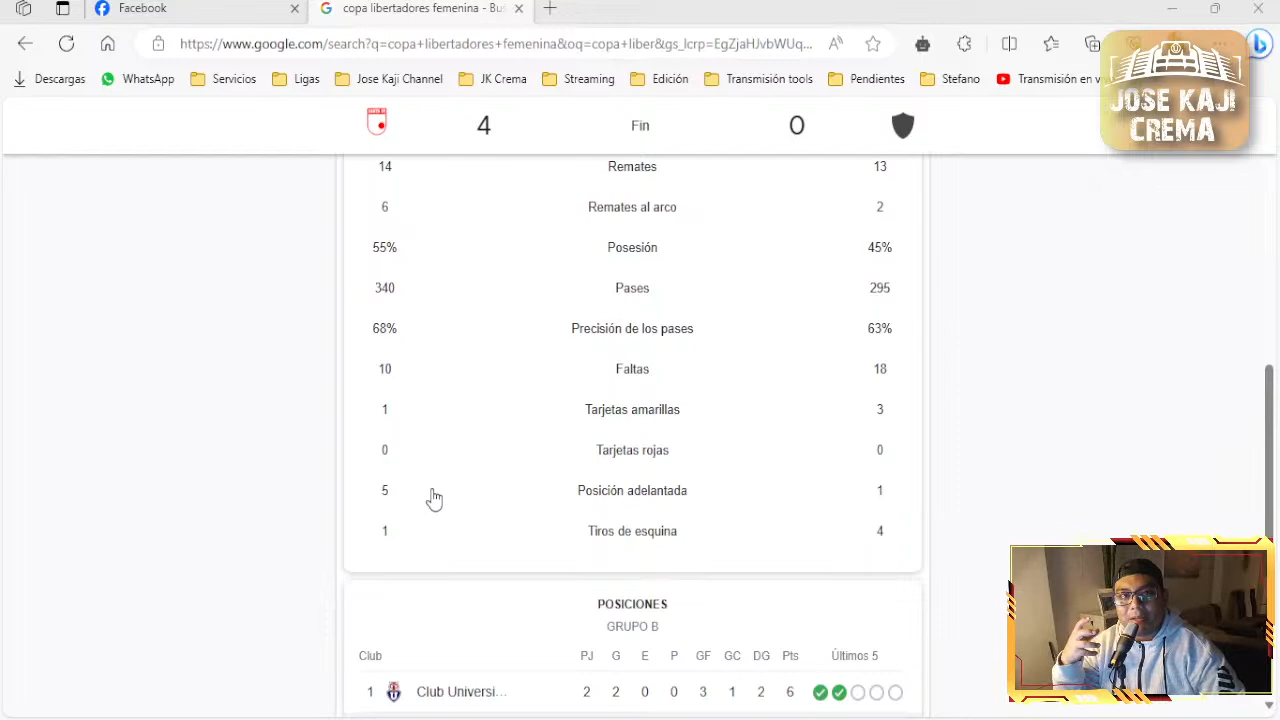 Facebook
copa libertadores femenina - Bus
https://www.google.com/search?q=copa+libertadores+femenina&oq=copa+liber&gs_lcrp=EgZjaHJvbWUq...
Descargas WhatsApp Servicios Ligas Jose Kaji Channel JK Crema Streaming Edición Transmisión tools Pendientes Stefano Transmisión en v
JOSE KAJI
CREMA
4 Fin 0
14 Remates 13
6 Remates al arco 2
55% Posesión 45%
340 Pases 295
68% Precisión de los pases 63%
10 Faltas 18
1 Tarjetas amarillas 3
0 Tarjetas rojas 0
5 Posición adelantada 1
1 Tiros de esquina 4
POSICIONES
GRUPO B
Club PJ G E P GF GC DG Pts Últimos 5
1 Club Universi... 2 2 0 0 3 1 2 6